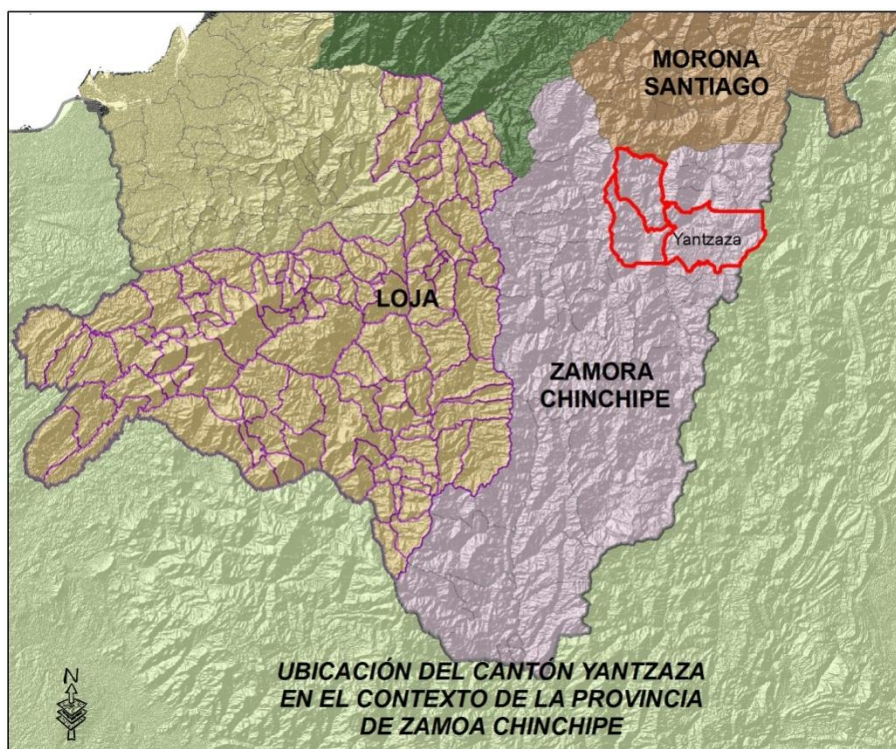 MORONA
SANTIAGO
Yantzaza
LOJA
ZAMORA
CHINCHIPE
N
UBICACIÓN DEL CANTÓN YANTZAZA
EN EL CONTEXTO DE LA PROVINCIA
DE ZAMOA CHINCHIPE